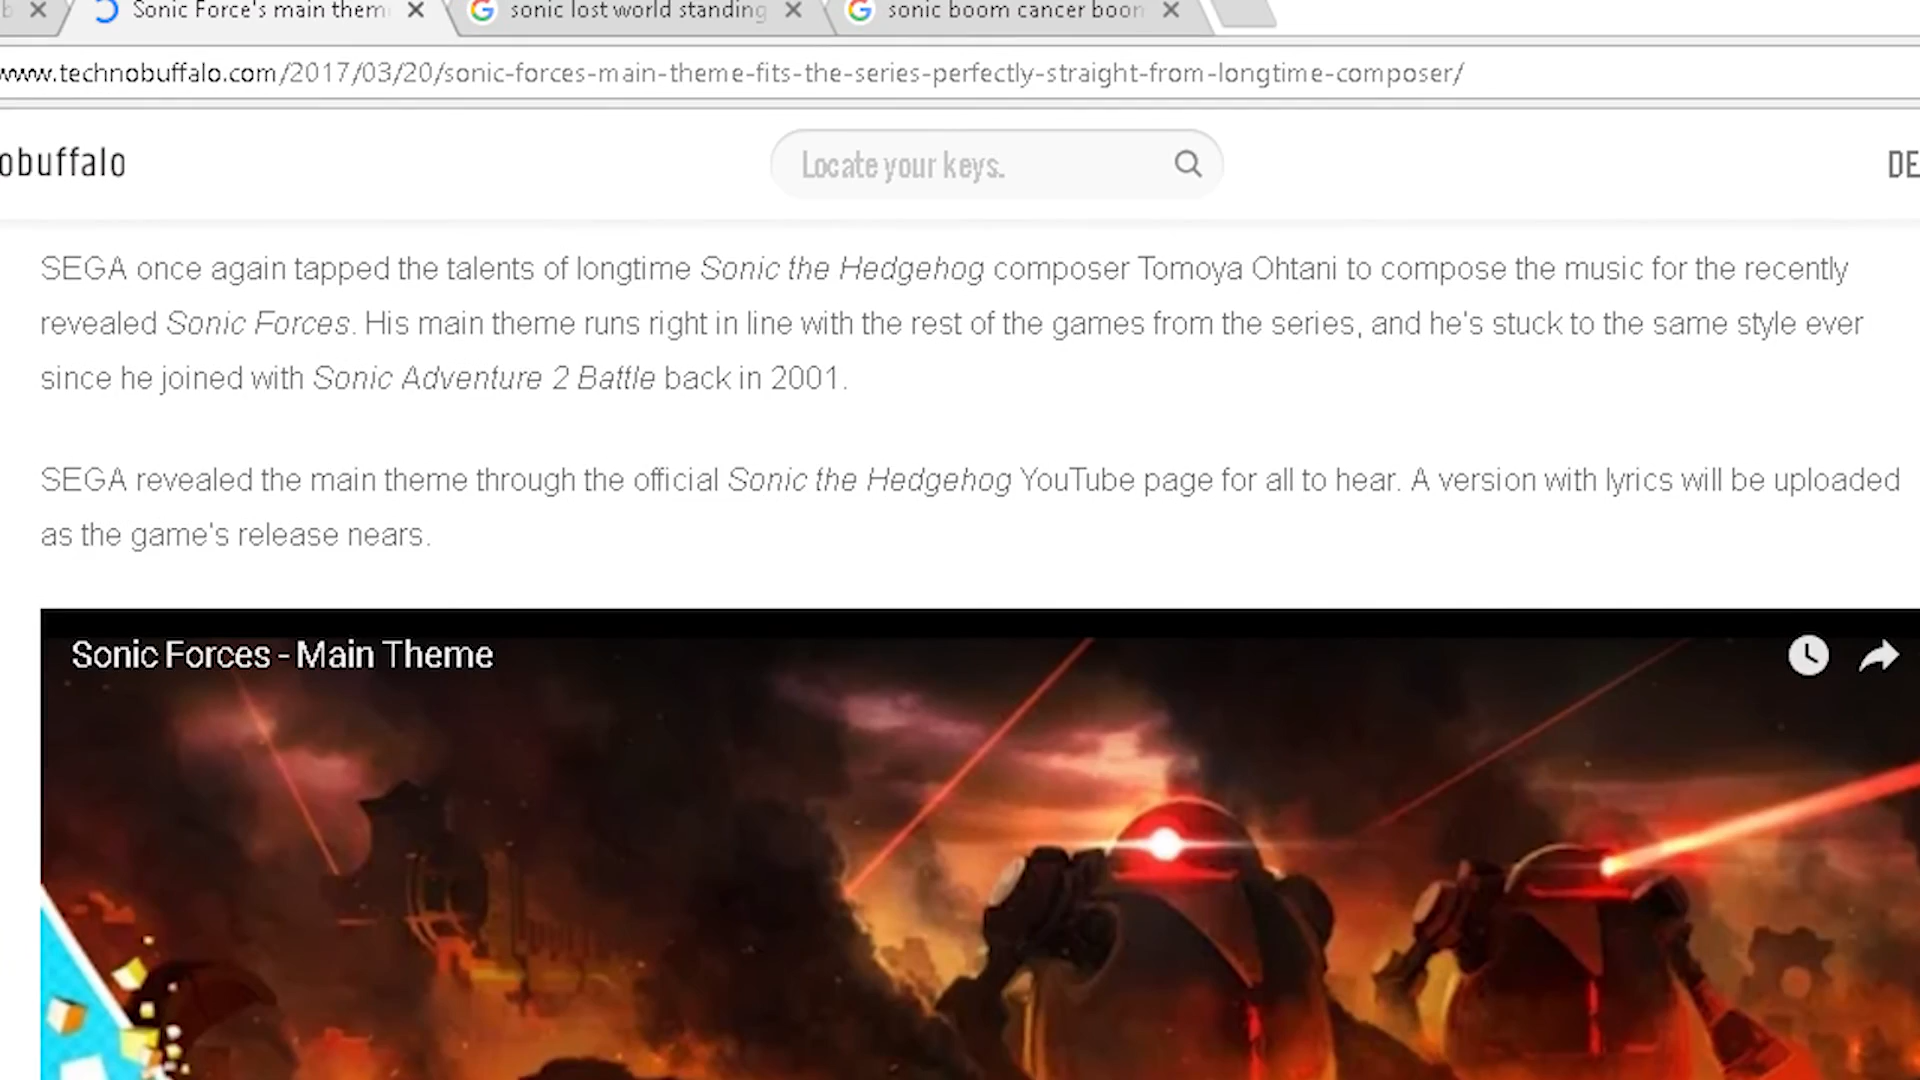 b
Sonic Force's main them
sonic lost world standing
sonic boom cancer boon
www.technobuffalo.com/2017/03/20/sonic-forces-main-theme-fits-the-series-perfectly-straight-from-longtime-composer/
obuffalo
Locate your keys.
DE
SEGA once again tapped the talents of longtime Sonic the Hedgehog composer Tomoya Ohtani to compose the music for the recently
revealed Sonic Forces. His main theme runs right in line with the rest of the games from the series, and he's stuck to the same style ever
since he joined with Sonic Adventure 2 Battle back in 2001.
SEGA revealed the main theme through the official Sonic the Hedgehog YouTube page for all to hear. A version with lyrics will be uploaded
as the game's release nears.
Sonic Forces - Main Theme